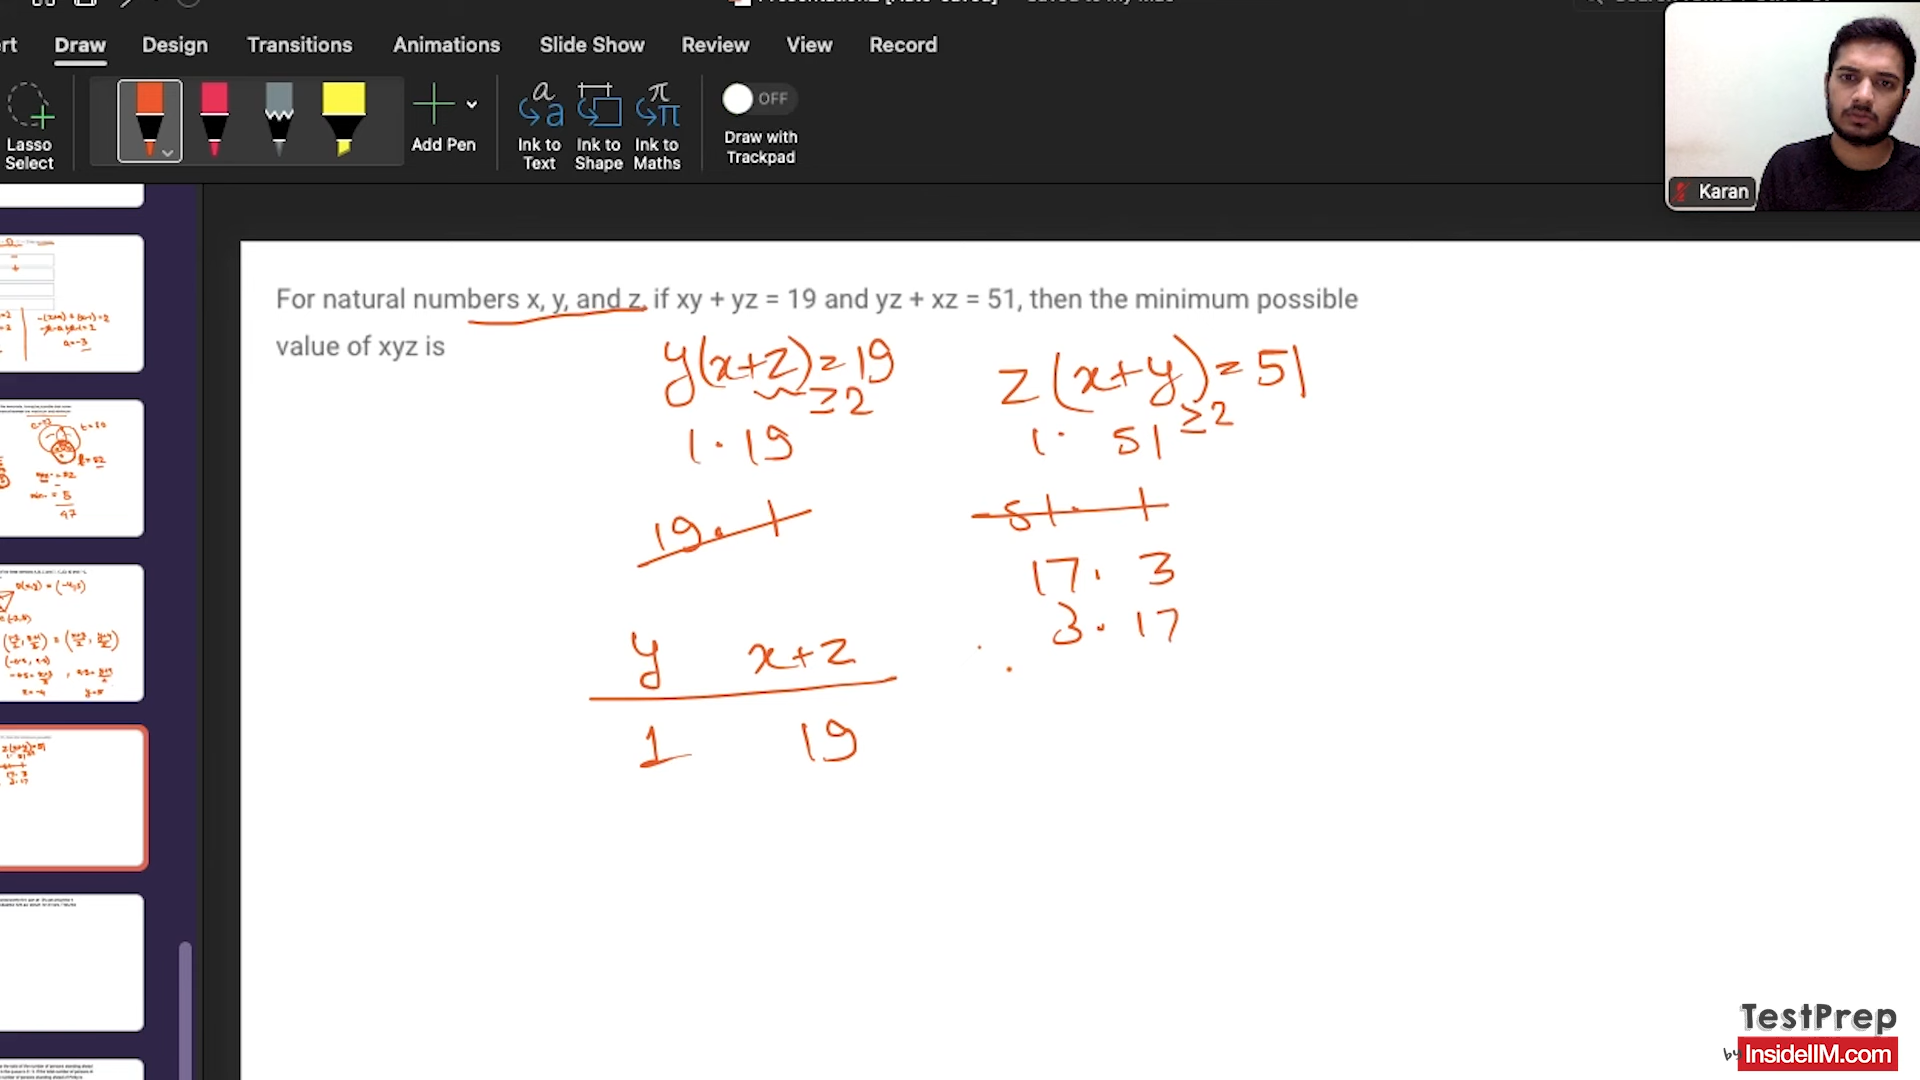 Draw Design Transitions Animations Slide Show Review View Record
Lasso Select
Add Pen
Ink to Text
Ink to Shape
Ink to Maths
OFF
Draw with Trackpad
Karan
For natural numbers x, y, and z, if xy + yz = 19 and yz + xz = 51, then the minimum possible
value of xyz is
y(x+z)=19 z(x+y)=51
≥2 ≥2
1·19 1· 51
19·1 51·1
17· 3
3·17
y x+z
1 19
TestPrep
by InsideIIM.com